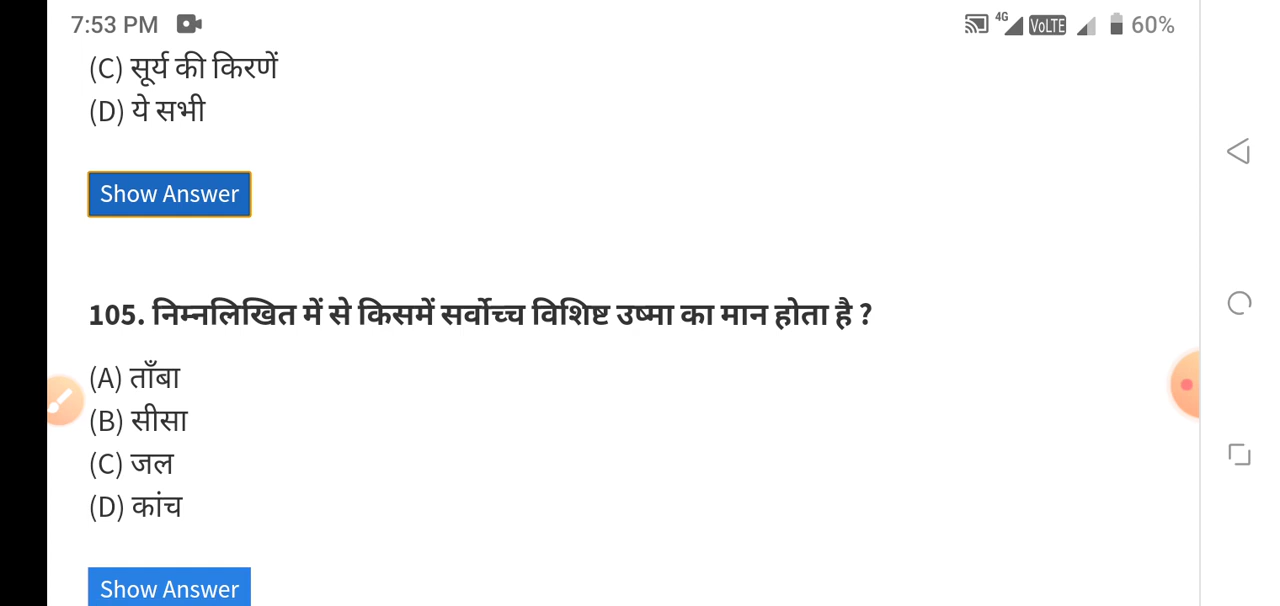 7:53 PM 4G VoLTE 60%
(C) सूर्य की किरणें
(D) ये सभी
Show Answer
105. निम्नलिखित में से किसमें सर्वोच्च विशिष्ट उष्मा का मान होता है ?
(A) ताँबा
(B) सीसा
(C) जल
(D) कांच
Show Answer